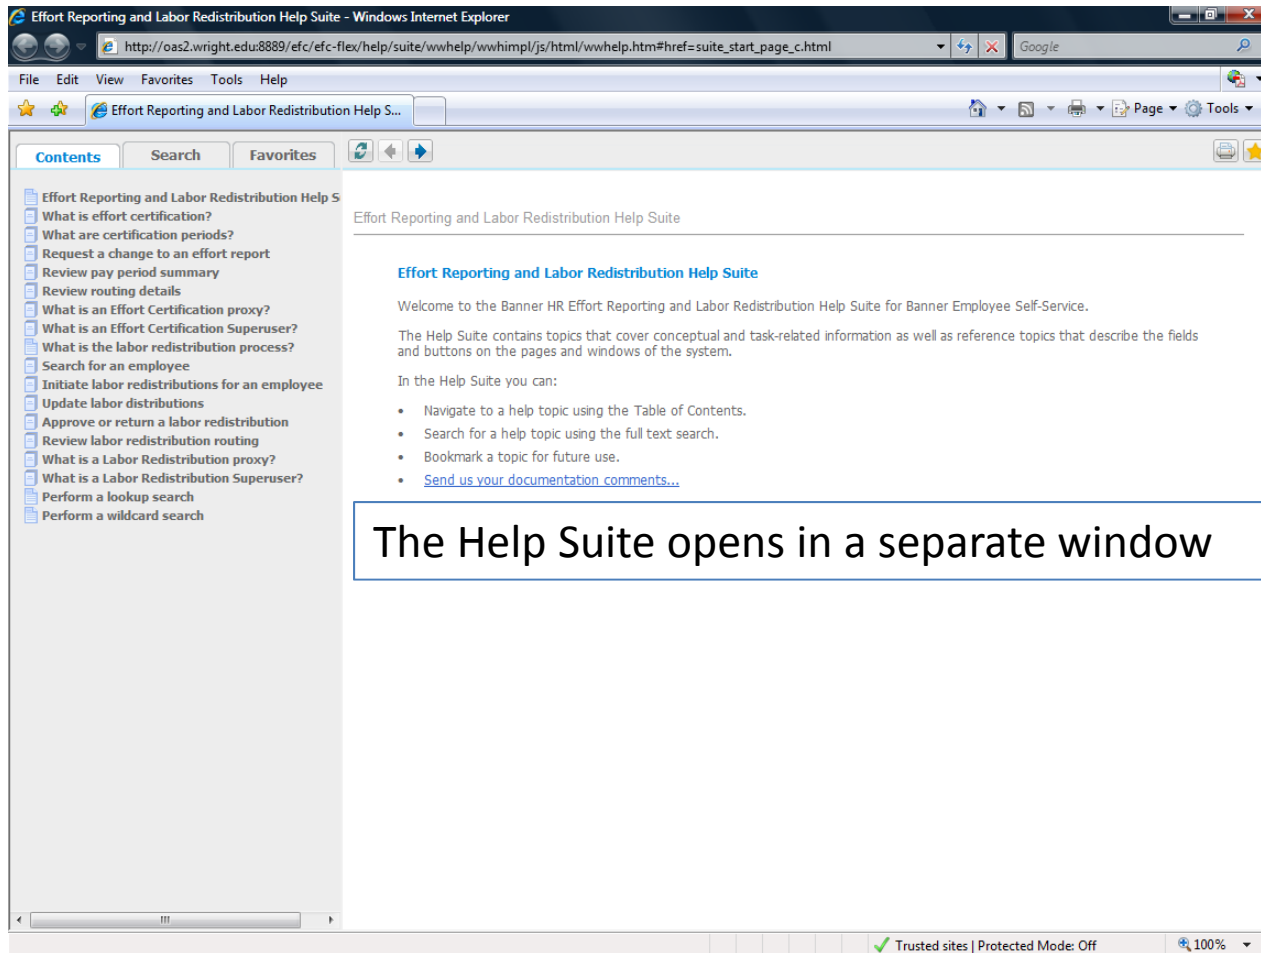 Effort Reporting and Labor Redistribution Help Suite - Windows Internet Explorer
http://oas2.wright.edu:8889/efc/efc-flex/help/suite/wwhelp/wwhimpl/js/html/wwhelp.htm#href=suite_start_page_c.html
Google
File Edit View Favorites Tools Help
Effort Reporting and Labor Redistribution Help S...
Page Tools
Contents Search Favorites
Effort Reporting and Labor Redistribution Help S
What is effort certification?
What are certification periods?
Request a change to an effort report
Review pay period summary
Review routing details
What is an Effort Certification proxy?
What is an Effort Certification Superuser?
What is the labor redistribution process?
Search for an employee
Initiate labor redistributions for an employee
Update labor distributions
Approve or return a labor redistribution
Review labor redistribution routing
What is a Labor Redistribution proxy?
What is a Labor Redistribution Superuser?
Perform a lookup search
Perform a wildcard search
Effort Reporting and Labor Redistribution Help Suite
Effort Reporting and Labor Redistribution Help Suite
Welcome to the Banner HR Effort Reporting and Labor Redistribution Help Suite for Banner Employee Self-Service.
The Help Suite contains topics that cover conceptual and task-related information as well as reference topics that describe the fields
and buttons on the pages and windows of the system.
In the Help Suite you can:
• Navigate to a help topic using the Table of Contents.
• Search for a help topic using the full text search.
• Bookmark a topic for future use.
• Send us your documentation comments...
The Help Suite opens in a separate window
Trusted sites | Protected Mode: Off
100%